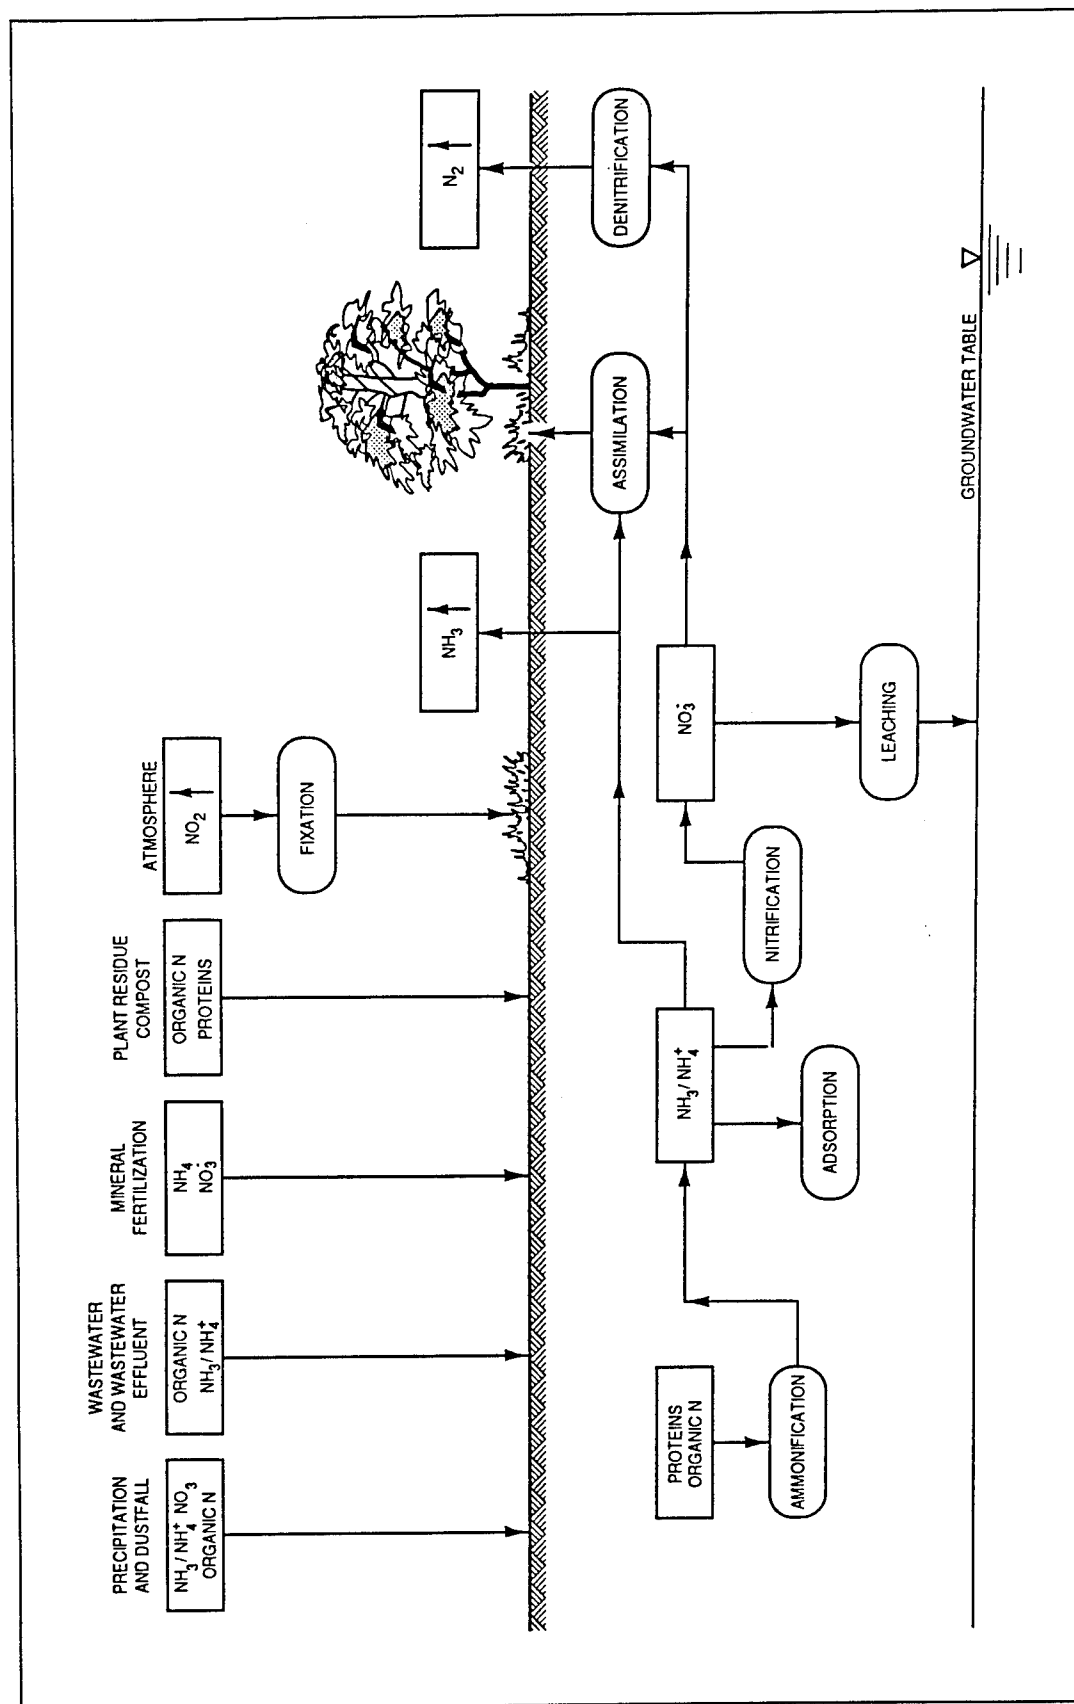 PRECIPITATION
AND DUSTFALL
NH₃/NH₄⁺ NO₃
ORGANIC N
WASTEWATER
AND WASTEWATER
EFFLUENT
ORGANIC N
NH₃/NH₄⁺
MINERAL
FERTILIZATION
NH₄
NO₃⁻
PLANT RESIDUE
COMPOST
ORGANIC N
PROTEINS
ATMOSPHERE
NO₂
FIXATION
NH₃
N₂
PROTEINS
ORGANIC N
AMMONIFICATION
NH₃/NH₄⁺
ADSORPTION
NITRIFICATION
NO₃⁻
LEACHING
ASSIMILATION
DENITRIFICATION
GROUNDWATER TABLE